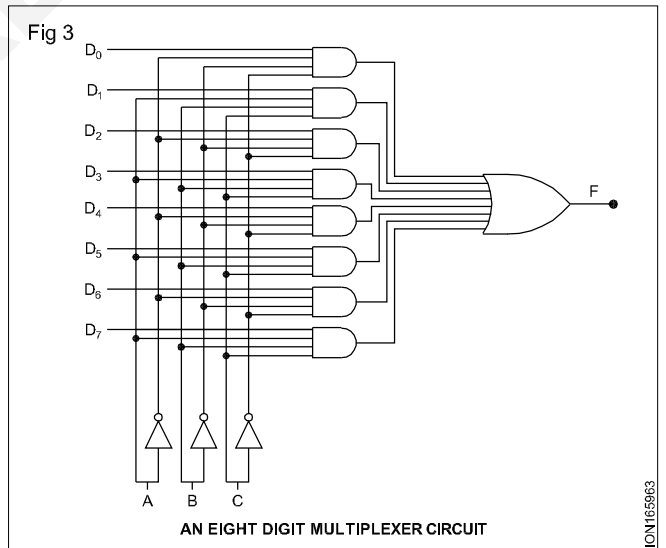 Fig 3
D0
D1
D2
D3
D4
D5
D6
D7
F
A B C
AN EIGHT DIGIT MULTIPLEXER CIRCUIT
ION165963